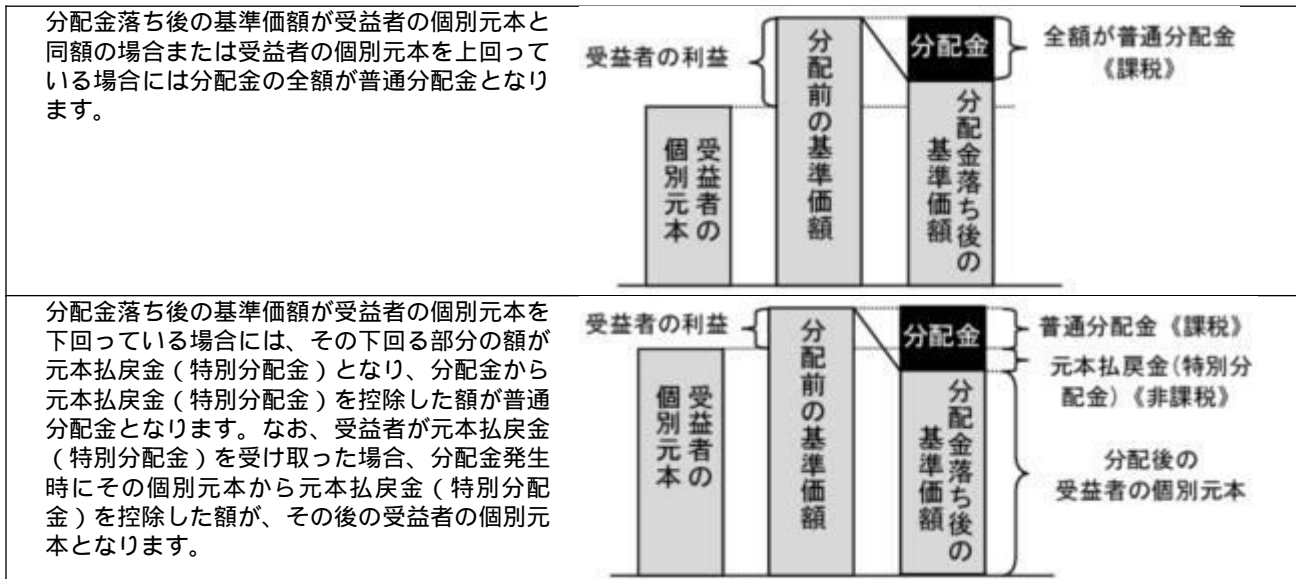 分配金落ち後の基準価額が受益者の個別元本と
同額の場合または受益者の個別元本を上回って
いる場合には分配金の全額が普通分配金となり
ます。
受益者の利益
受益者の
個別元本
分配前の基準価額
分配金
分配金落ち後の
基準価額
全額が普通分配金
《課税》
分配金落ち後の基準価額が受益者の個別元本を
下回っている場合には、その下回る部分の額が
元本払戻金（特別分配金）となり、分配金から
元本払戻金（特別分配金）を控除した額が普通
分配金となります。なお、受益者が元本払戻金
（特別分配金）を受け取った場合、分配金発生
時にその個別元本から元本払戻金（特別分配
金）を控除した額が、その後の受益者の個別元
本となります。
受益者の利益
受益者の
個別元本
分配前の基準価額
分配金
分配金落ち後の
基準価額
普通分配金《課税》
元本払戻金(特別分
配金)《非課税》
分配後の
受益者の個別元本